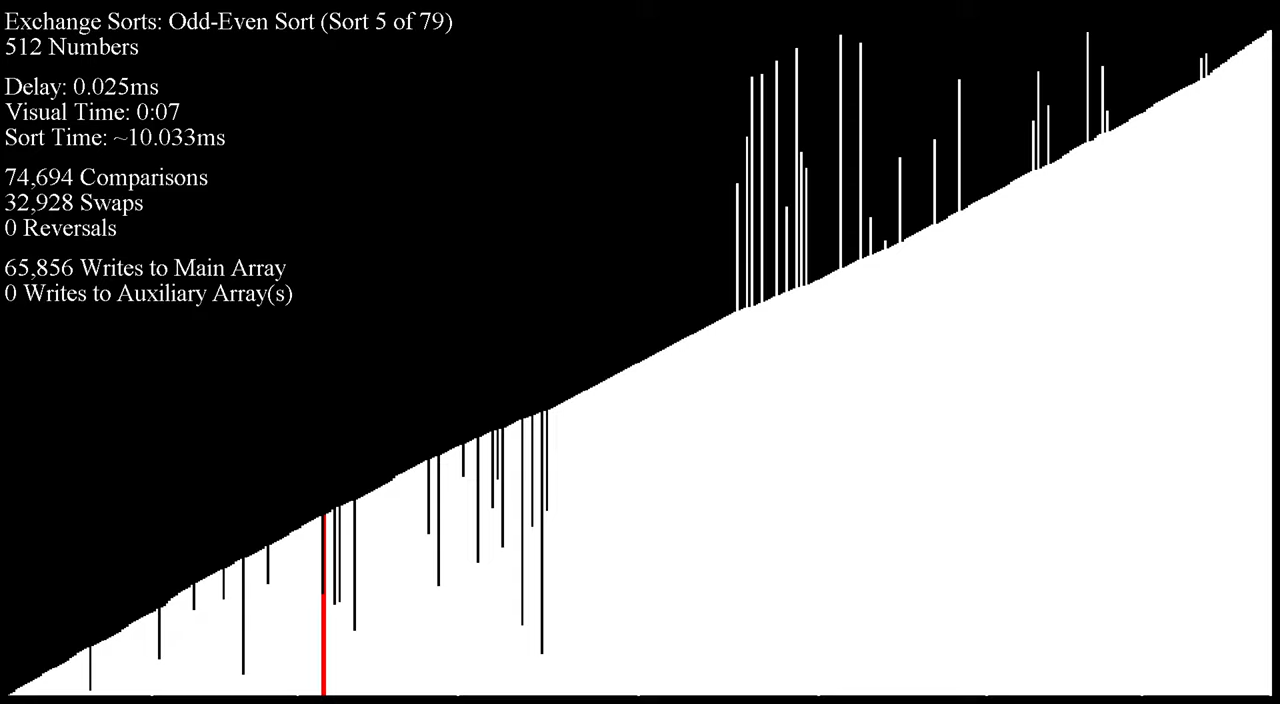 Exchange Sorts: Odd-Even Sort (Sort 5 of 79)
512 Numbers
Delay: 0.025ms
Visual Time: 0:07
Sort Time: ~10.033ms
74,694 Comparisons
32,928 Swaps
0 Reversals
65,856 Writes to Main Array
0 Writes to Auxiliary Array(s)